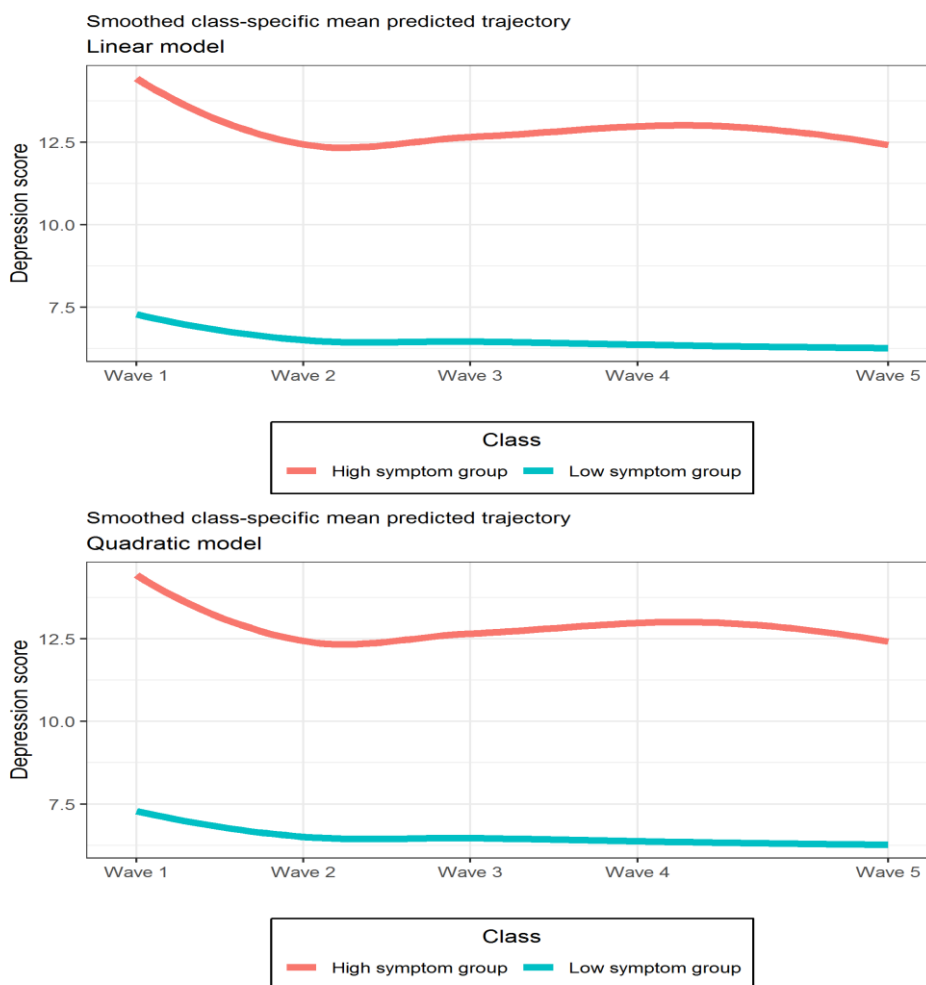 Smoothed class-specific mean predicted trajectory
Linear model
Depression score
12.5
10.0
7.5
Wave 1 Wave 2 Wave 3 Wave 4 Wave 5
Class
High symptom group Low symptom group
Smoothed class-specific mean predicted trajectory
Quadratic model
Depression score
12.5
10.0
7.5
Wave 1 Wave 2 Wave 3 Wave 4 Wave 5
Class
High symptom group Low symptom group